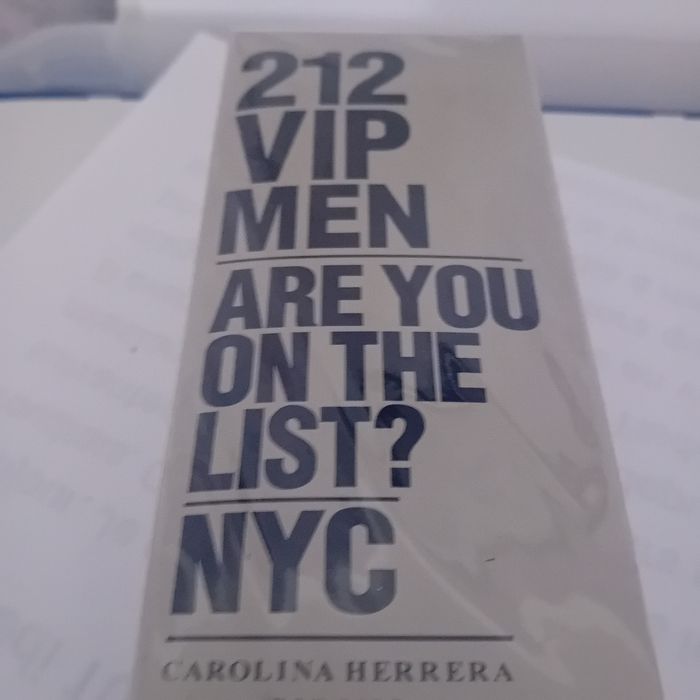 212
VIP
MEN
ARE YOU
ON THE
LIST?
NYC
CAROLINA HERRERA